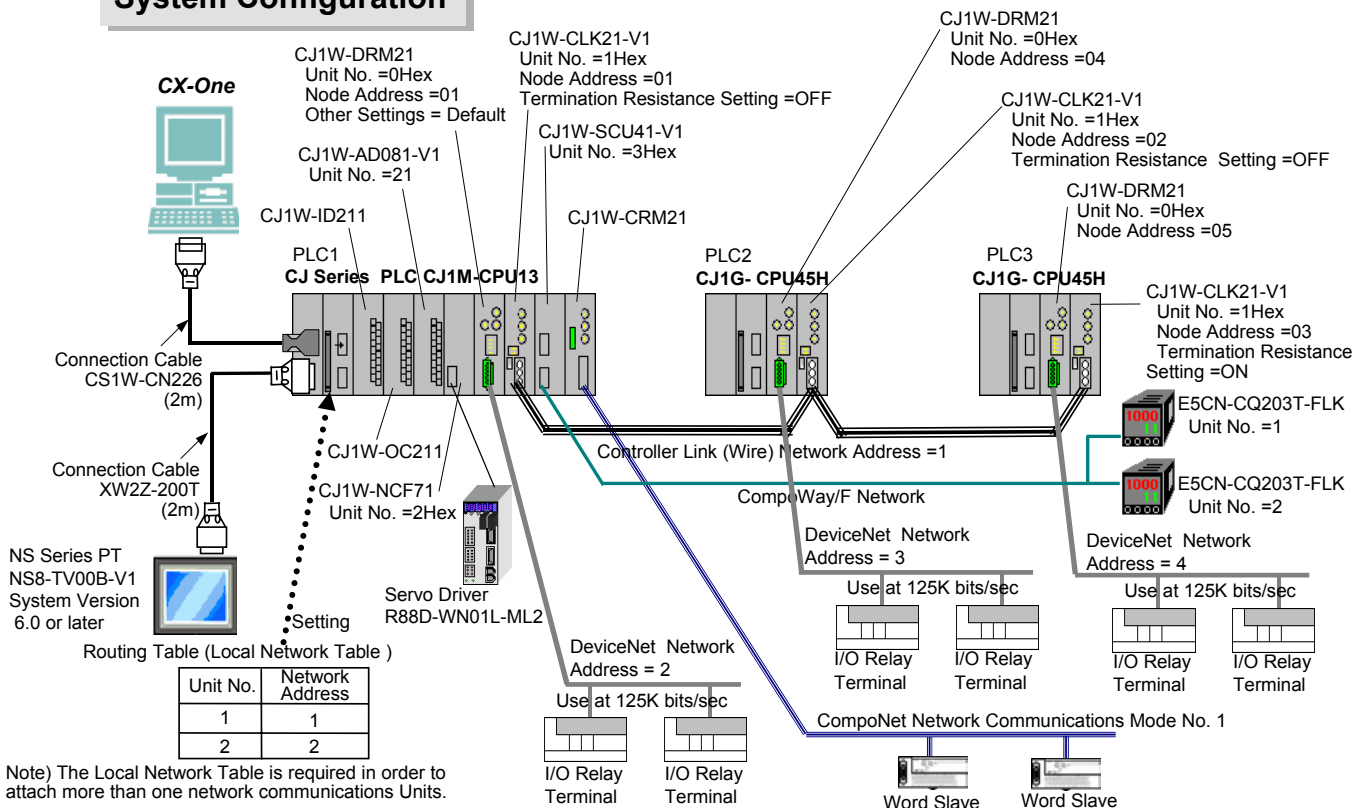 System Configuration
CX-One
CJ1W-DRM21
Unit No. =0Hex
Node Address =01
Other Settings = Default
CJ1W-CLK21-V1
Unit No. =1Hex
Node Address =01
Termination Resistance Setting =OFF
CJ1W-AD081-V1
Unit No. =21
CJ1W-SCU41-V1
Unit No. =3Hex
CJ1W-ID211
CJ1W-CRM21
CJ1W-DRM21
Unit No. =0Hex
Node Address =04
CJ1W-CLK21-V1
Unit No. =1Hex
Node Address =02
Termination Resistance Setting =OFF
CJ1W-DRM21
Unit No. =0Hex
Node Address =05
PLC1
CJ Series PLC CJ1M-CPU13
PLC2
CJ1G- CPU45H
PLC3
CJ1G- CPU45H
CJ1W-CLK21-V1
Unit No. =1Hex
Node Address =03
Termination Resistance
Setting =ON
Connection Cable
CS1W-CN226
(2m)
CJ1W-OC211
Controller Link (Wire) Network Address =1
1000
11
E5CN-CQ203T-FLK
Unit No. =1
Connection Cable
XW2Z-200T
(2m)
CJ1W-NCF71
Unit No. =2Hex
CompoWay/F Network
1000
11
E5CN-CQ203T-FLK
Unit No. =2
NS Series PT
NS8-TV00B-V1
System Version
6.0 or later
Servo Driver
R88D-WN01L-ML2
DeviceNet Network
Address = 3
Use at 125K bits/sec
I/O Relay
Terminal
I/O Relay
Terminal
DeviceNet Network
Address = 4
Use at 125K bits/sec
I/O Relay
Terminal
I/O Relay
Terminal
Setting
Routing Table (Local Network Table )
Unit No. Network Address
1 1
2 2
DeviceNet Network
Address = 2
Use at 125K bits/sec
I/O Relay
Terminal
I/O Relay
Terminal
CompoNet Network Communications Mode No. 1
Word Slave
Word Slave
Note) The Local Network Table is required in order to
attach more than one network communications Units.